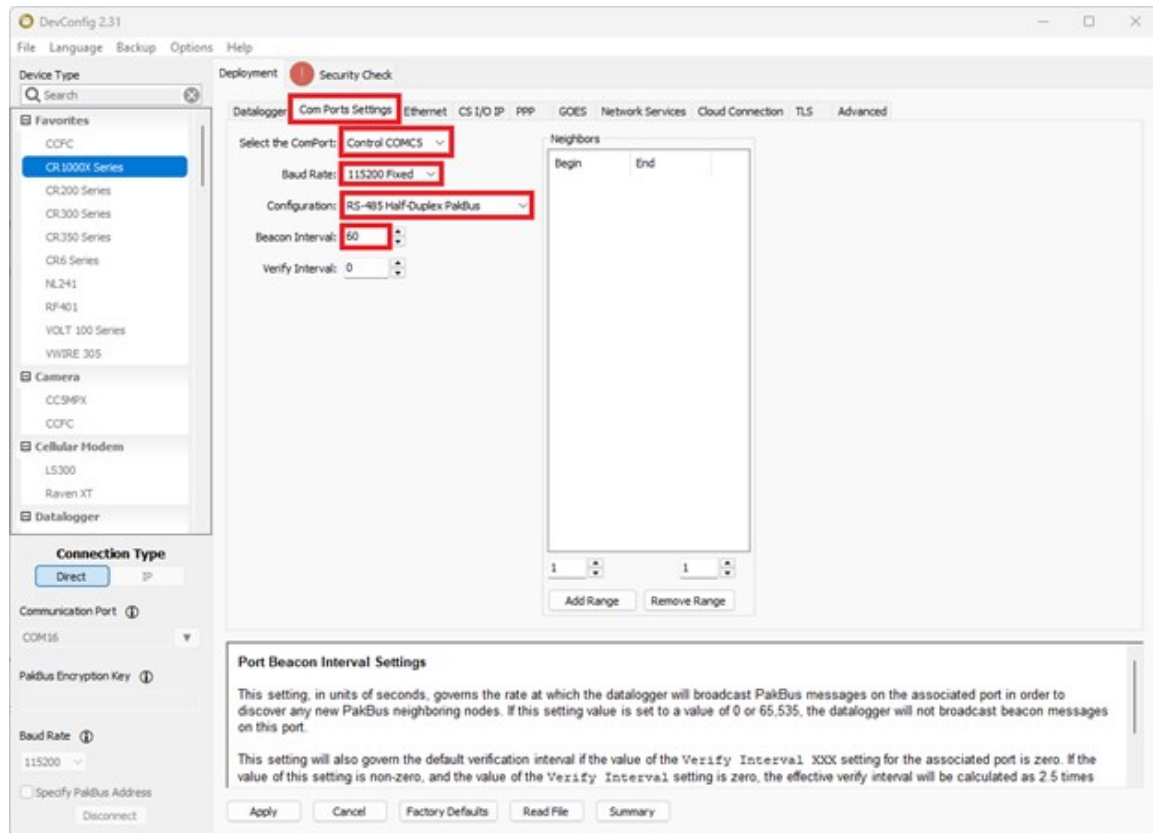 DevConfig 2.31
File Language Backup Options Help
Device Type
Search
Favorites
CCFC
CR1000X Series
CR200 Series
CR300 Series
CR350 Series
CR6 Series
NL241
RF401
VOLT 100 Series
VWIRE 305
Camera
CC5MPX
CCFC
Cellular Modem
LS300
Raven XT
Datalogger
Connection Type
Direct IP
Communication Port
COM16
PakBus Encryption Key
Baud Rate
115200
Specify PakBus Address
Disconnect
Deployment ! Security Check
Datalogger Com Ports Settings Ethernet CS I/O IP PPP GOES Network Services Cloud Connection TLS Advanced
Select the ComPort: Control COMC5
Baud Rate: 115200 Fixed
Configuration: RS-485 Half-Duplex PakBus
Beacon Interval: 60
Verify Interval: 0
Neighbors
Begin End
1 1
Add Range Remove Range
Port Beacon Interval Settings
This setting, in units of seconds, governs the rate at which the datalogger will broadcast PakBus messages on the associated port in order to
discover any new PakBus neighboring nodes. If this setting value is set to a value of 0 or 65,535, the datalogger will not broadcast beacon messages
on this port.
This setting will also govern the default verification interval if the value of the Verify Interval XXX setting for the associated port is zero. If the
value of this setting is non-zero, and the value of the Verify Interval setting is zero, the effective verify interval will be calculated as 2.5 times
Apply Cancel Factory Defaults Read File Summary